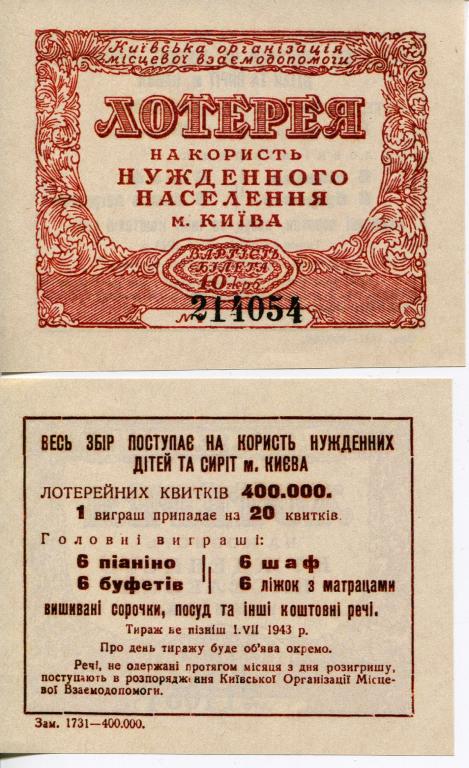 Київська організація
місцевої взаємодопомоги
ЛОТЕРЕЯ
НА КОРИСТЬ
НУЖДЕННОГО
НАСЕЛЕННЯ
м. КИЇВА
ВАРТІСТЬ
БІЛЕТА
10 карб.
№ 214054
ВЕСЬ ЗБІР ПОСТУПАЄ НА КОРИСТЬ НУЖДЕННИХ
ДІТЕЙ ТА СИРІТ м. КИЄВА
ЛОТЕРЕЙНИХ КВИТКІВ 400.000.
1 виграш припадає на 20 квитків.
Головні виграші:
6 піаніно 6 шаф
6 буфетів 6 ліжок з матрацами
вишивані сорочки, посуд та інші коштовні речі.
Тираж не пізніш 1.VII 1943 р.
Про день тиражу буде об'ява окремо.
Речі, не одержані протягом місяця з дня розигришу,
поступають в розпорядження Київської Організації Місце-
вої Взаємодопомоги.
Зам. 1731—400.000.